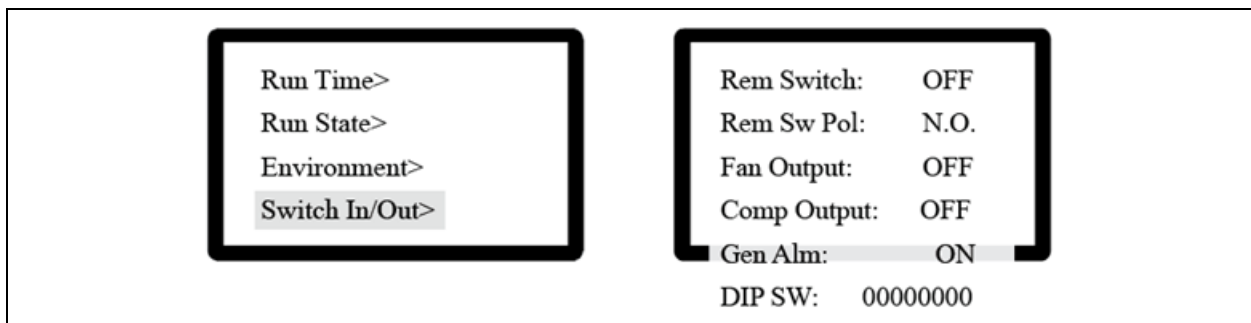 Run Time>
Run State>
Environment>
Switch In/Out>
Rem Switch: OFF
Rem Sw Pol: N.O.
Fan Output: OFF
Comp Output: OFF
Gen Alm: ON
DIP SW: 00000000